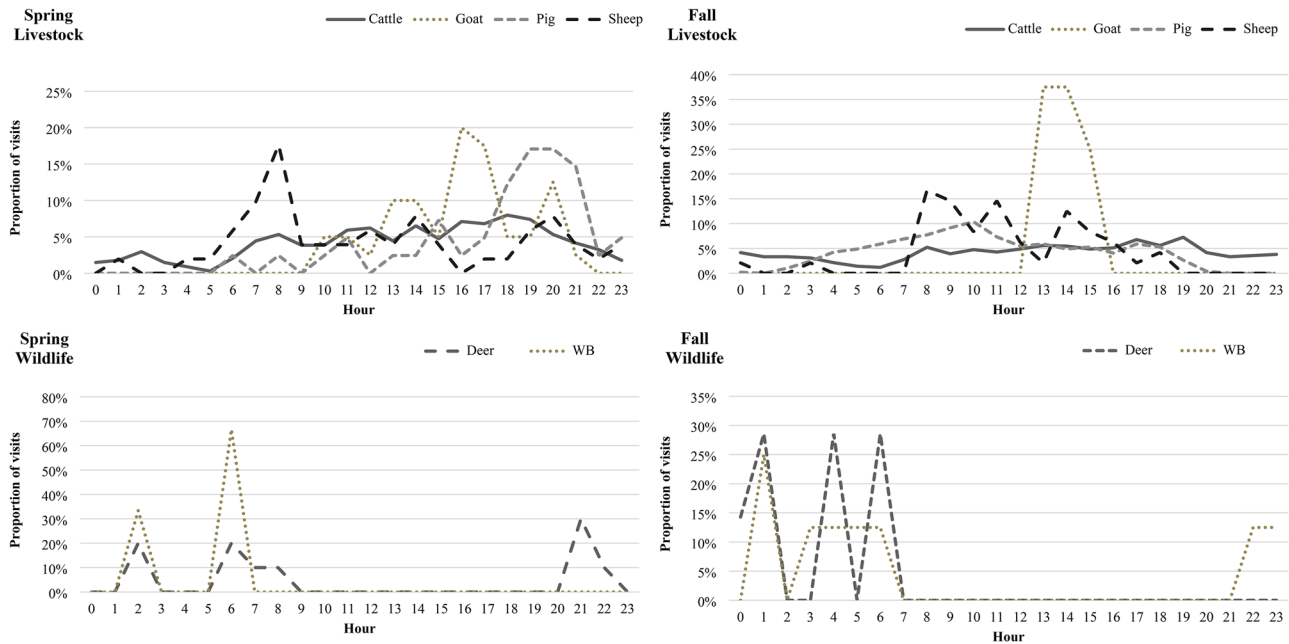 Spring
Livestock
Cattle Goat Pig Sheep
25%
20%
15%
10%
5%
0%
Proportion of visits
0 1 2 3 4 5 6 7 8 9 10 11 12 13 14 15 16 17 18 19 20 21 22 23
Hour
Fall
Livestock
Cattle Goat Pig Sheep
40%
35%
30%
25%
20%
15%
10%
5%
0%
Proportion of visits
0 1 2 3 4 5 6 7 8 9 10 11 12 13 14 15 16 17 18 19 20 21 22 23
Hour
Spring
Wildlife
Deer WB
80%
70%
60%
50%
40%
30%
20%
10%
0%
Proportion of visits
0 1 2 3 4 5 6 7 8 9 10 11 12 13 14 15 16 17 18 19 20 21 22 23
Hour
Fall
Wildlife
Deer WB
35%
30%
25%
20%
15%
10%
5%
0%
Proportion of visits
0 1 2 3 4 5 6 7 8 9 10 11 12 13 14 15 16 17 18 19 20 21 22 23
Hour